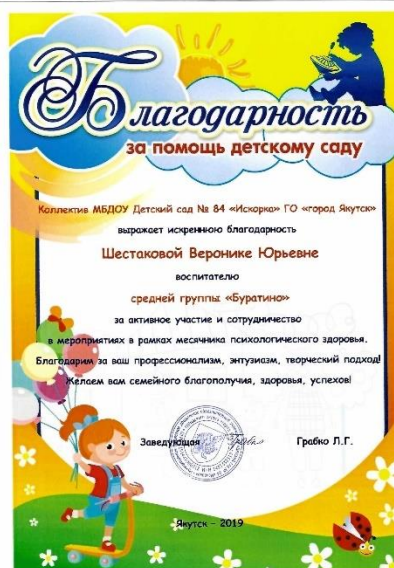 Благодарность
за помощь детскому саду
Коллектив МБДОУ Детский сад № 84 «Искорка» ГО «город Якутск»
выражает искреннюю благодарность
Шестаковой Веронике Юрьевне
воспитателю
средней группы «Буратино»
за активное участие и сотрудничество
в мероприятиях в рамках месячника психологического здоровья.
Благодарим за ваш профессионализм, энтузиазм, творческий подход!
Желаем вам семейного благополучия, здоровья, успехов!
Заведующая Грабко Л.Г.
Якутск - 2019